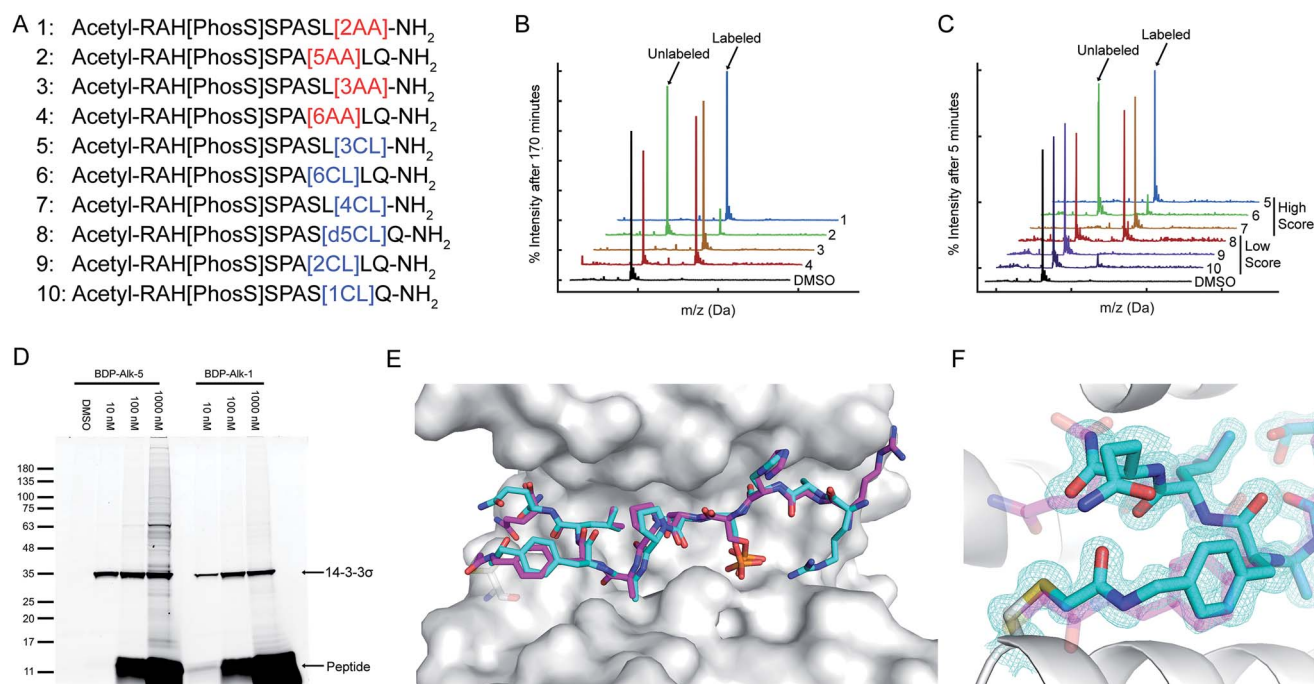 A
1: Acetyl-RAH[PhosS]SPASL[2AA]-NH2
2: Acetyl-RAH[PhosS]SPA[5AA]LQ-NH2
3: Acetyl-RAH[PhosS]SPASL[3AA]-NH2
4: Acetyl-RAH[PhosS]SPA[6AA]LQ-NH2
5: Acetyl-RAH[PhosS]SPASL[3CL]-NH2
6: Acetyl-RAH[PhosS]SPA[6CL]LQ-NH2
7: Acetyl-RAH[PhosS]SPASL[4CL]-NH2
8: Acetyl-RAH[PhosS]SPAS[d5CL]Q-NH2
9: Acetyl-RAH[PhosS]SPA[2CL]LQ-NH2
10: Acetyl-RAH[PhosS]SPAS[1CL]Q-NH2
B
Labeled
Unlabeled
% Intensity after 170 minutes
1
2
3
4
DMSO
m/z (Da)
C
Labeled
Unlabeled
% Intensity after 5 minutes
5
6
7
High
Score
8
9
10
Low
Score
DMSO
m/z (Da)
D
BDP-Alk-5
BDP-Alk-1
DMSO
10 nM
100 nM
1000 nM
10 nM
100 nM
1000 nM
180
135
100
75
63
48
35
25
20
17
11
14-3-3σ
Peptide
E
F